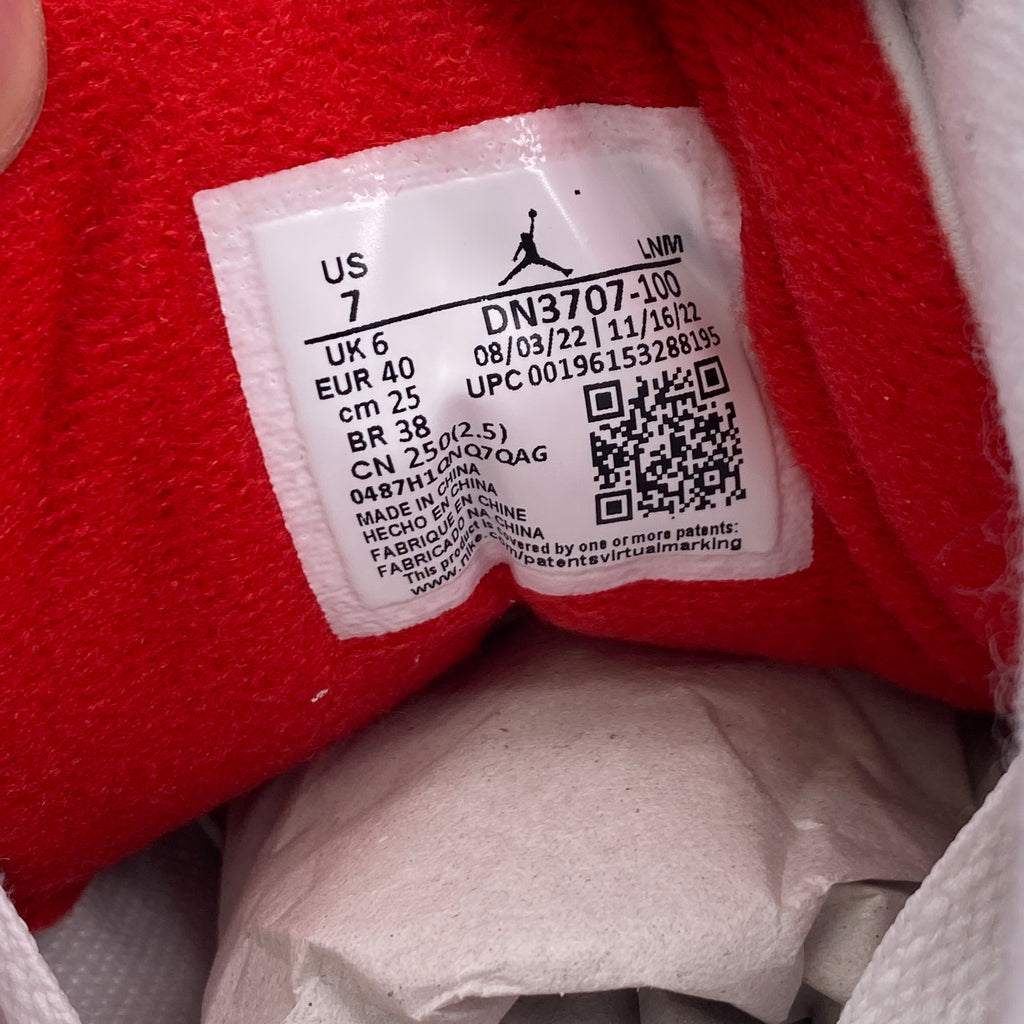 US
7
LNM
UK 6
EUR 40
cm 25
BR 38
CN 250(2.5)
0487H1QNQ7QAG
DN3707-100
08/03/22 | 11/16/22
UPC 00196153288195
MADE IN CHINA
HECHO EN CHINA
FABRIQUE EN CHINE
FABRICADO NA CHINA
This product is covered by one or more patents:
www.nike.com/patentsvirtualmarking